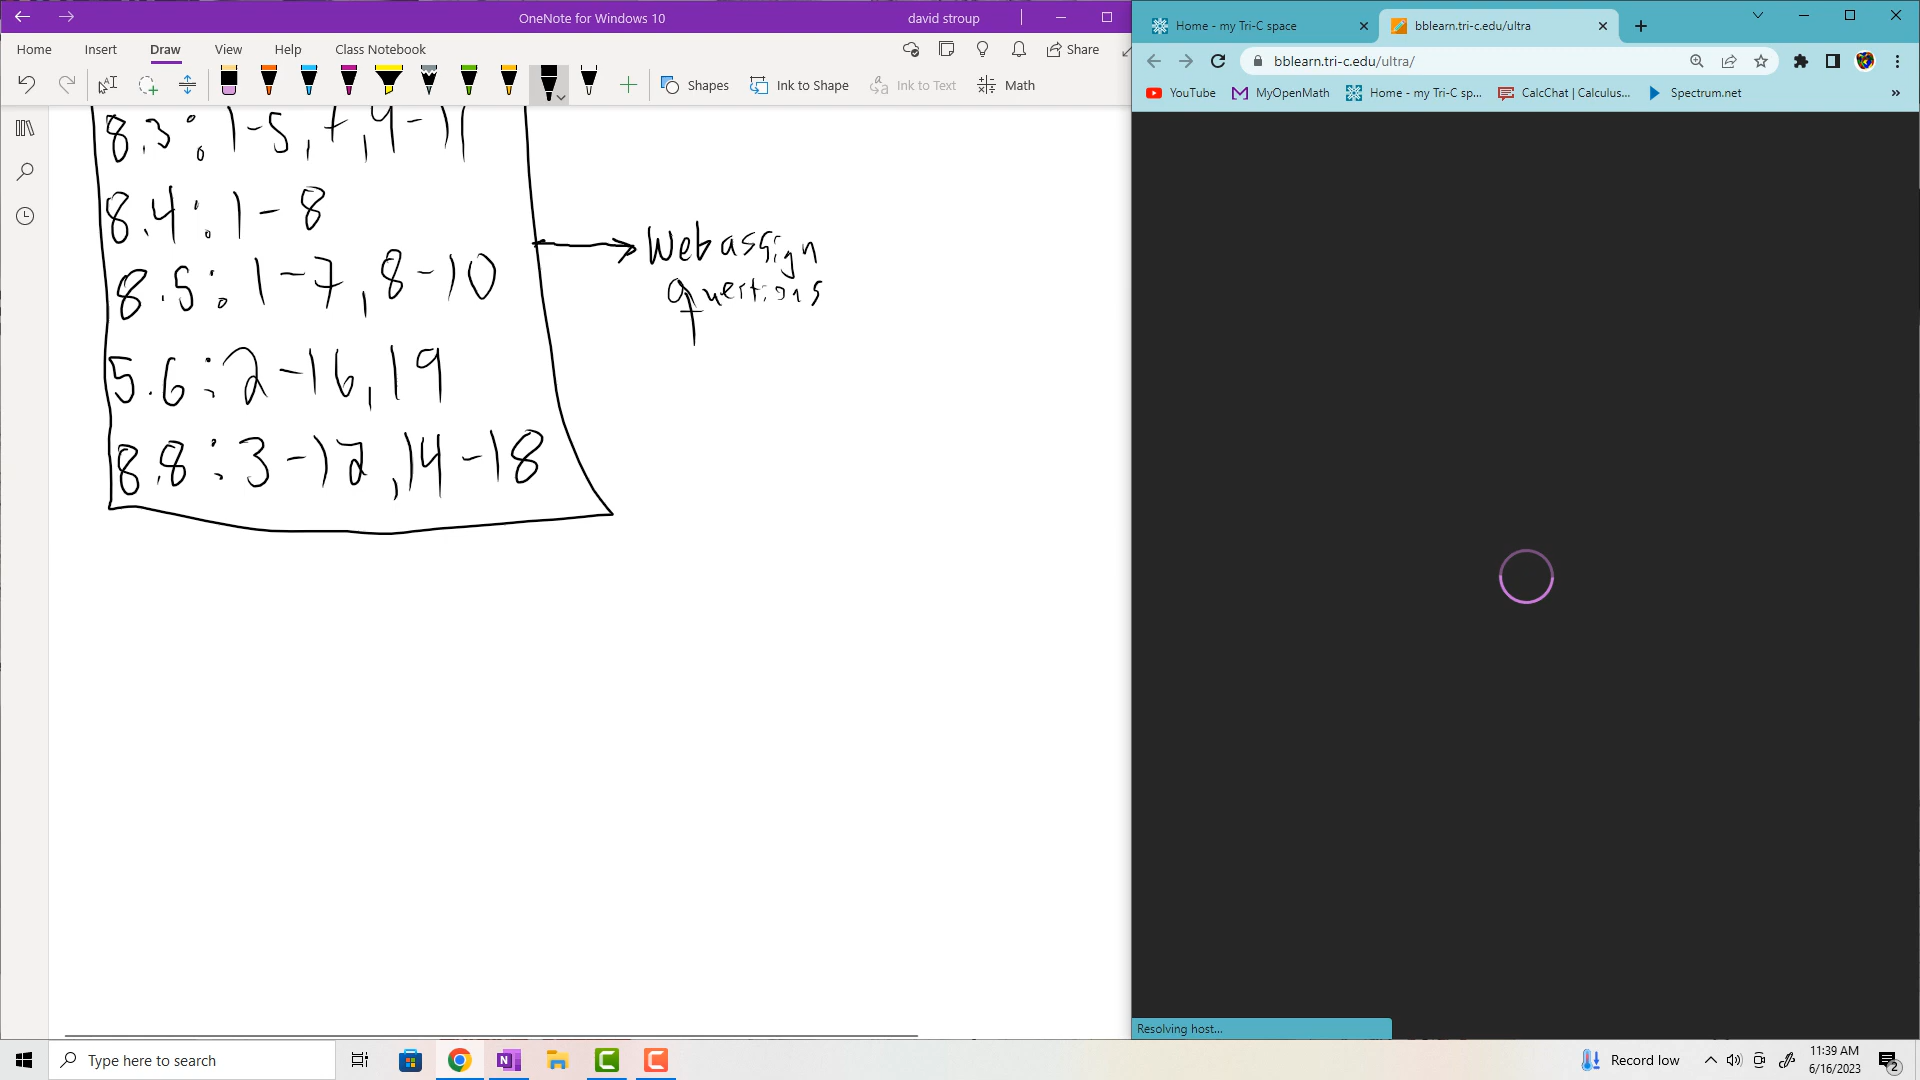 OneNote for Windows 10
david stroup
Home Insert Draw View Help Class Notebook
Share
Shapes Ink to Shape Ink to Text Math
8.3: 1-5,7,9-11
8.4: 1-8
8.5: 1-7, 8-10
5.6: 2-16, 19
8.8: 3-12, 14-18
Webassign
questions
Home - my Tri-C space
bblearn.tri-c.edu/ultra
bblearn.tri-c.edu/ultra/
YouTube MyOpenMath Home - my Tri-C sp... CalcChat | Calculus... Spectrum.net »
Resolving host...
Type here to search
Record low
11:39 AM
6/16/2023
2